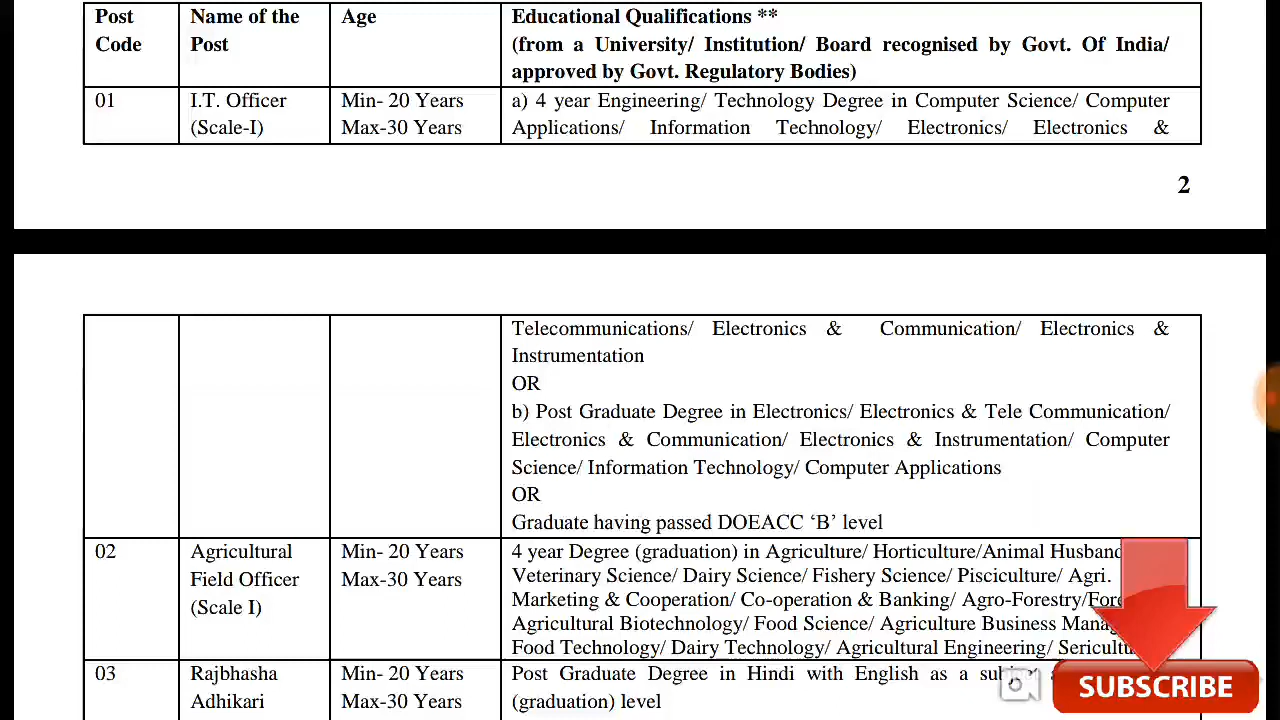 Post Code
Name of the Post
Age
Educational Qualifications **
(from a University/ Institution/ Board recognised by Govt. Of India/
approved by Govt. Regulatory Bodies)
01
I.T. Officer
(Scale-I)
Min- 20 Years
Max-30 Years
a) 4 year Engineering/ Technology Degree in Computer Science/ Computer
Applications/ Information Technology/ Electronics/ Electronics &
2
Telecommunications/ Electronics & Communication/ Electronics &
Instrumentation
OR
b) Post Graduate Degree in Electronics/ Electronics & Tele Communication/
Electronics & Communication/ Electronics & Instrumentation/ Computer
Science/ Information Technology/ Computer Applications
OR
Graduate having passed DOEACC ‘B’ level
02
Agricultural
Field Officer
(Scale I)
Min- 20 Years
Max-30 Years
4 year Degree (graduation) in Agriculture/ Horticulture/Animal
Veterinary Science/ Dairy Science/ Fishery Science/ Pisciculture/ Agri.
Marketing & Cooperation/ Co-operation & Banking/ Agro-Forestry/
Agricultural Biotechnology/ Food Science/ Agriculture Business
Food Technology/ Dairy Technology/ Agricultural Engineering/
03
Rajbhasha
Adhikari
Min- 20 Years
Max-30 Years
Post Graduate Degree in Hindi with English as a
(graduation) level
SUBSCRIBE